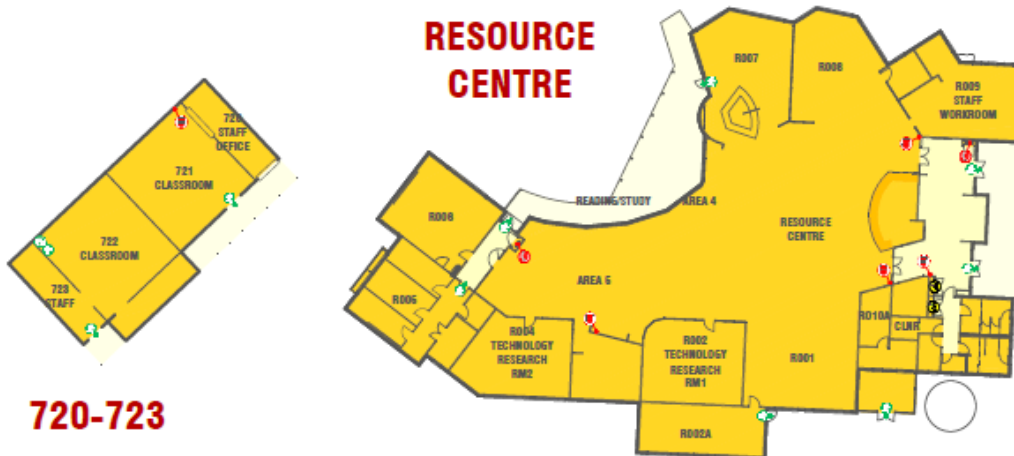 RESOURCE
CENTRE
R007
R008
R009
STAFF
WORKROOM
720
STAFF
OFFICE
721
CLASSROOM
722
CLASSROOM
723
STAFF
READING/STUDY
AREA 4
R006
RESOURCE
CENTRE
AREA 5
R005
R004
TECHNOLOGY
RESEARCH
RM2
R002
TECHNOLOGY
RESEARCH
RM1
R001
R010A
CLNR
R002A
720-723